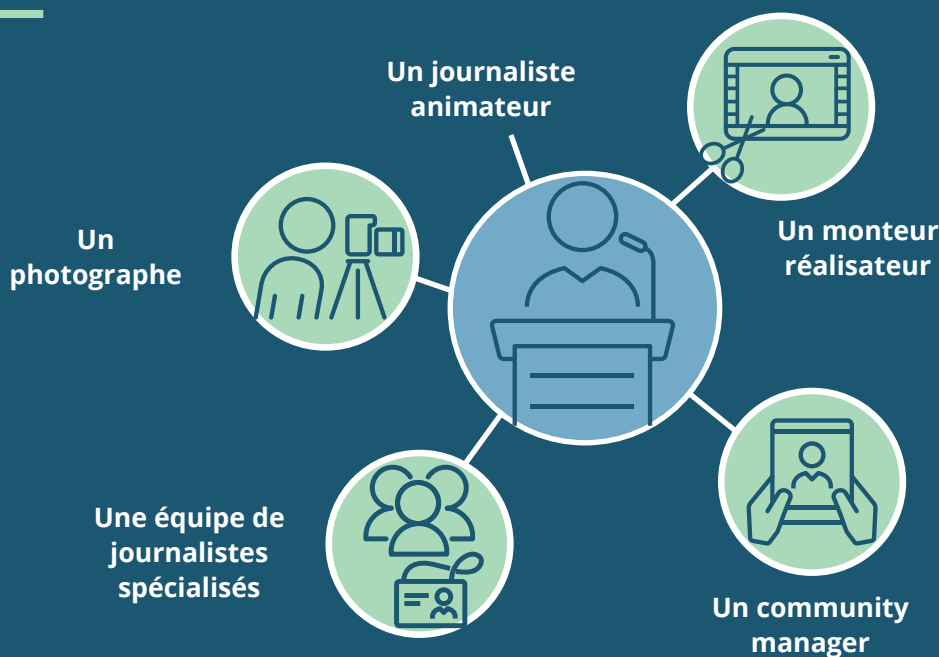 Un journaliste
animateur
Un
photographe
Un monteur
réalisateur
Une équipe de
journalistes
spécialisés
Un community
manager